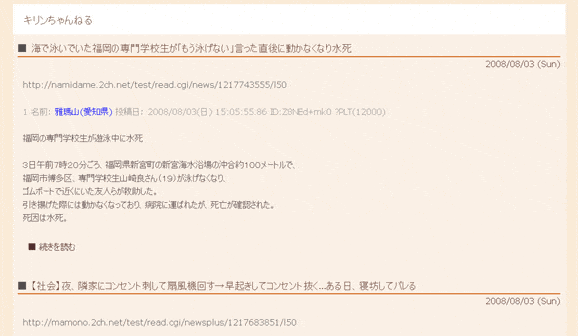 キリンちゃんねる
■ 海で泳いでいた福岡の専門学校生が「もう泳げない」言った直後に動かなくなり水死
2008/08/03 (Sun)
http://namidame.2ch.net/test/read.cgi/news/1217743555/l50
1 名前： 雅瑪山(愛知県) 投稿日： 2008/08/03(日) 15:05:55.86 ID:Z8NEd+mk0 ?PLT(12000)
福岡の専門学校生が遊泳中に水死
３日午前７時２０分ごろ、福岡県新宮町の新宮海水浴場の沖合約１００メートルで、
福岡市博多区、専門学校生山崎良さん（１９）が泳げなくなり、
ゴムボートで近くにいた友人らが救助した。
引き揚げた際には動かなくなっており、病院に運ばれたが、死亡が確認された。
死因は水死。
■ 続きを読む
■ 【社会】夜、隣家にコンセント刺して扇風機回す→早起きしてコンセント抜く…ある日、寝坊してバレる
2008/08/03 (Sun)
http://mamono.2ch.net/test/read.cgi/newsplus/1217683851/l50